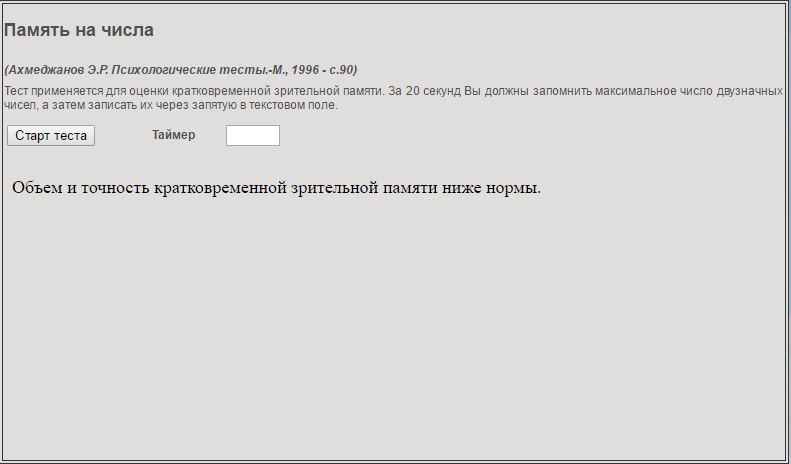 Память на числа
(Ахмеджанов Э.Р. Психологические тесты.-М., 1996 - с.90)
Тест применяется для оценки кратковременной зрительной памяти. За 20 секунд Вы должны запомнить максимальное число двузначных
чисел, а затем записать их через запятую в текстовом поле.
Старт теста Таймер
Объем и точность кратковременной зрительной памяти ниже нормы.